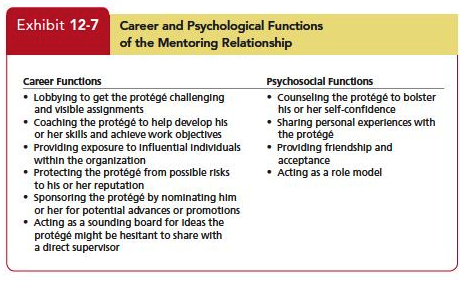 Exhibit 12-7
Career and Psychological Functions
of the Mentoring Relationship
Career Functions
• Lobbying to get the protégé challenging
and visible assignments
• Coaching the protégé to help develop his
or her skills and achieve work objectives
• Providing exposure to influential individuals
within the organization
• Protecting the protégé from possible risks
to his or her reputation
• Sponsoring the protégé by nominating him
or her for potential advances or promotions
• Acting as a sounding board for ideas the
protégé might be hesitant to share with
a direct supervisor
Psychosocial Functions
• Counseling the protégé to bolster
his or her self-confidence
• Sharing personal experiences with
the protégé
• Providing friendship and
acceptance
• Acting as a role model